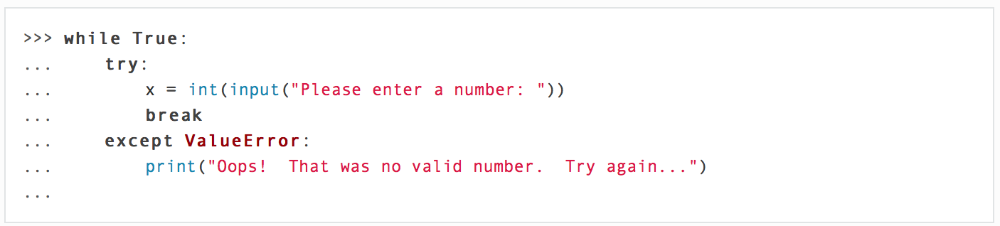 >>> while True:
...     try:
...         x = int(input("Please enter a number: "))
...         break
...     except ValueError:
...         print("Oops!  That was no valid number.  Try again...")
...